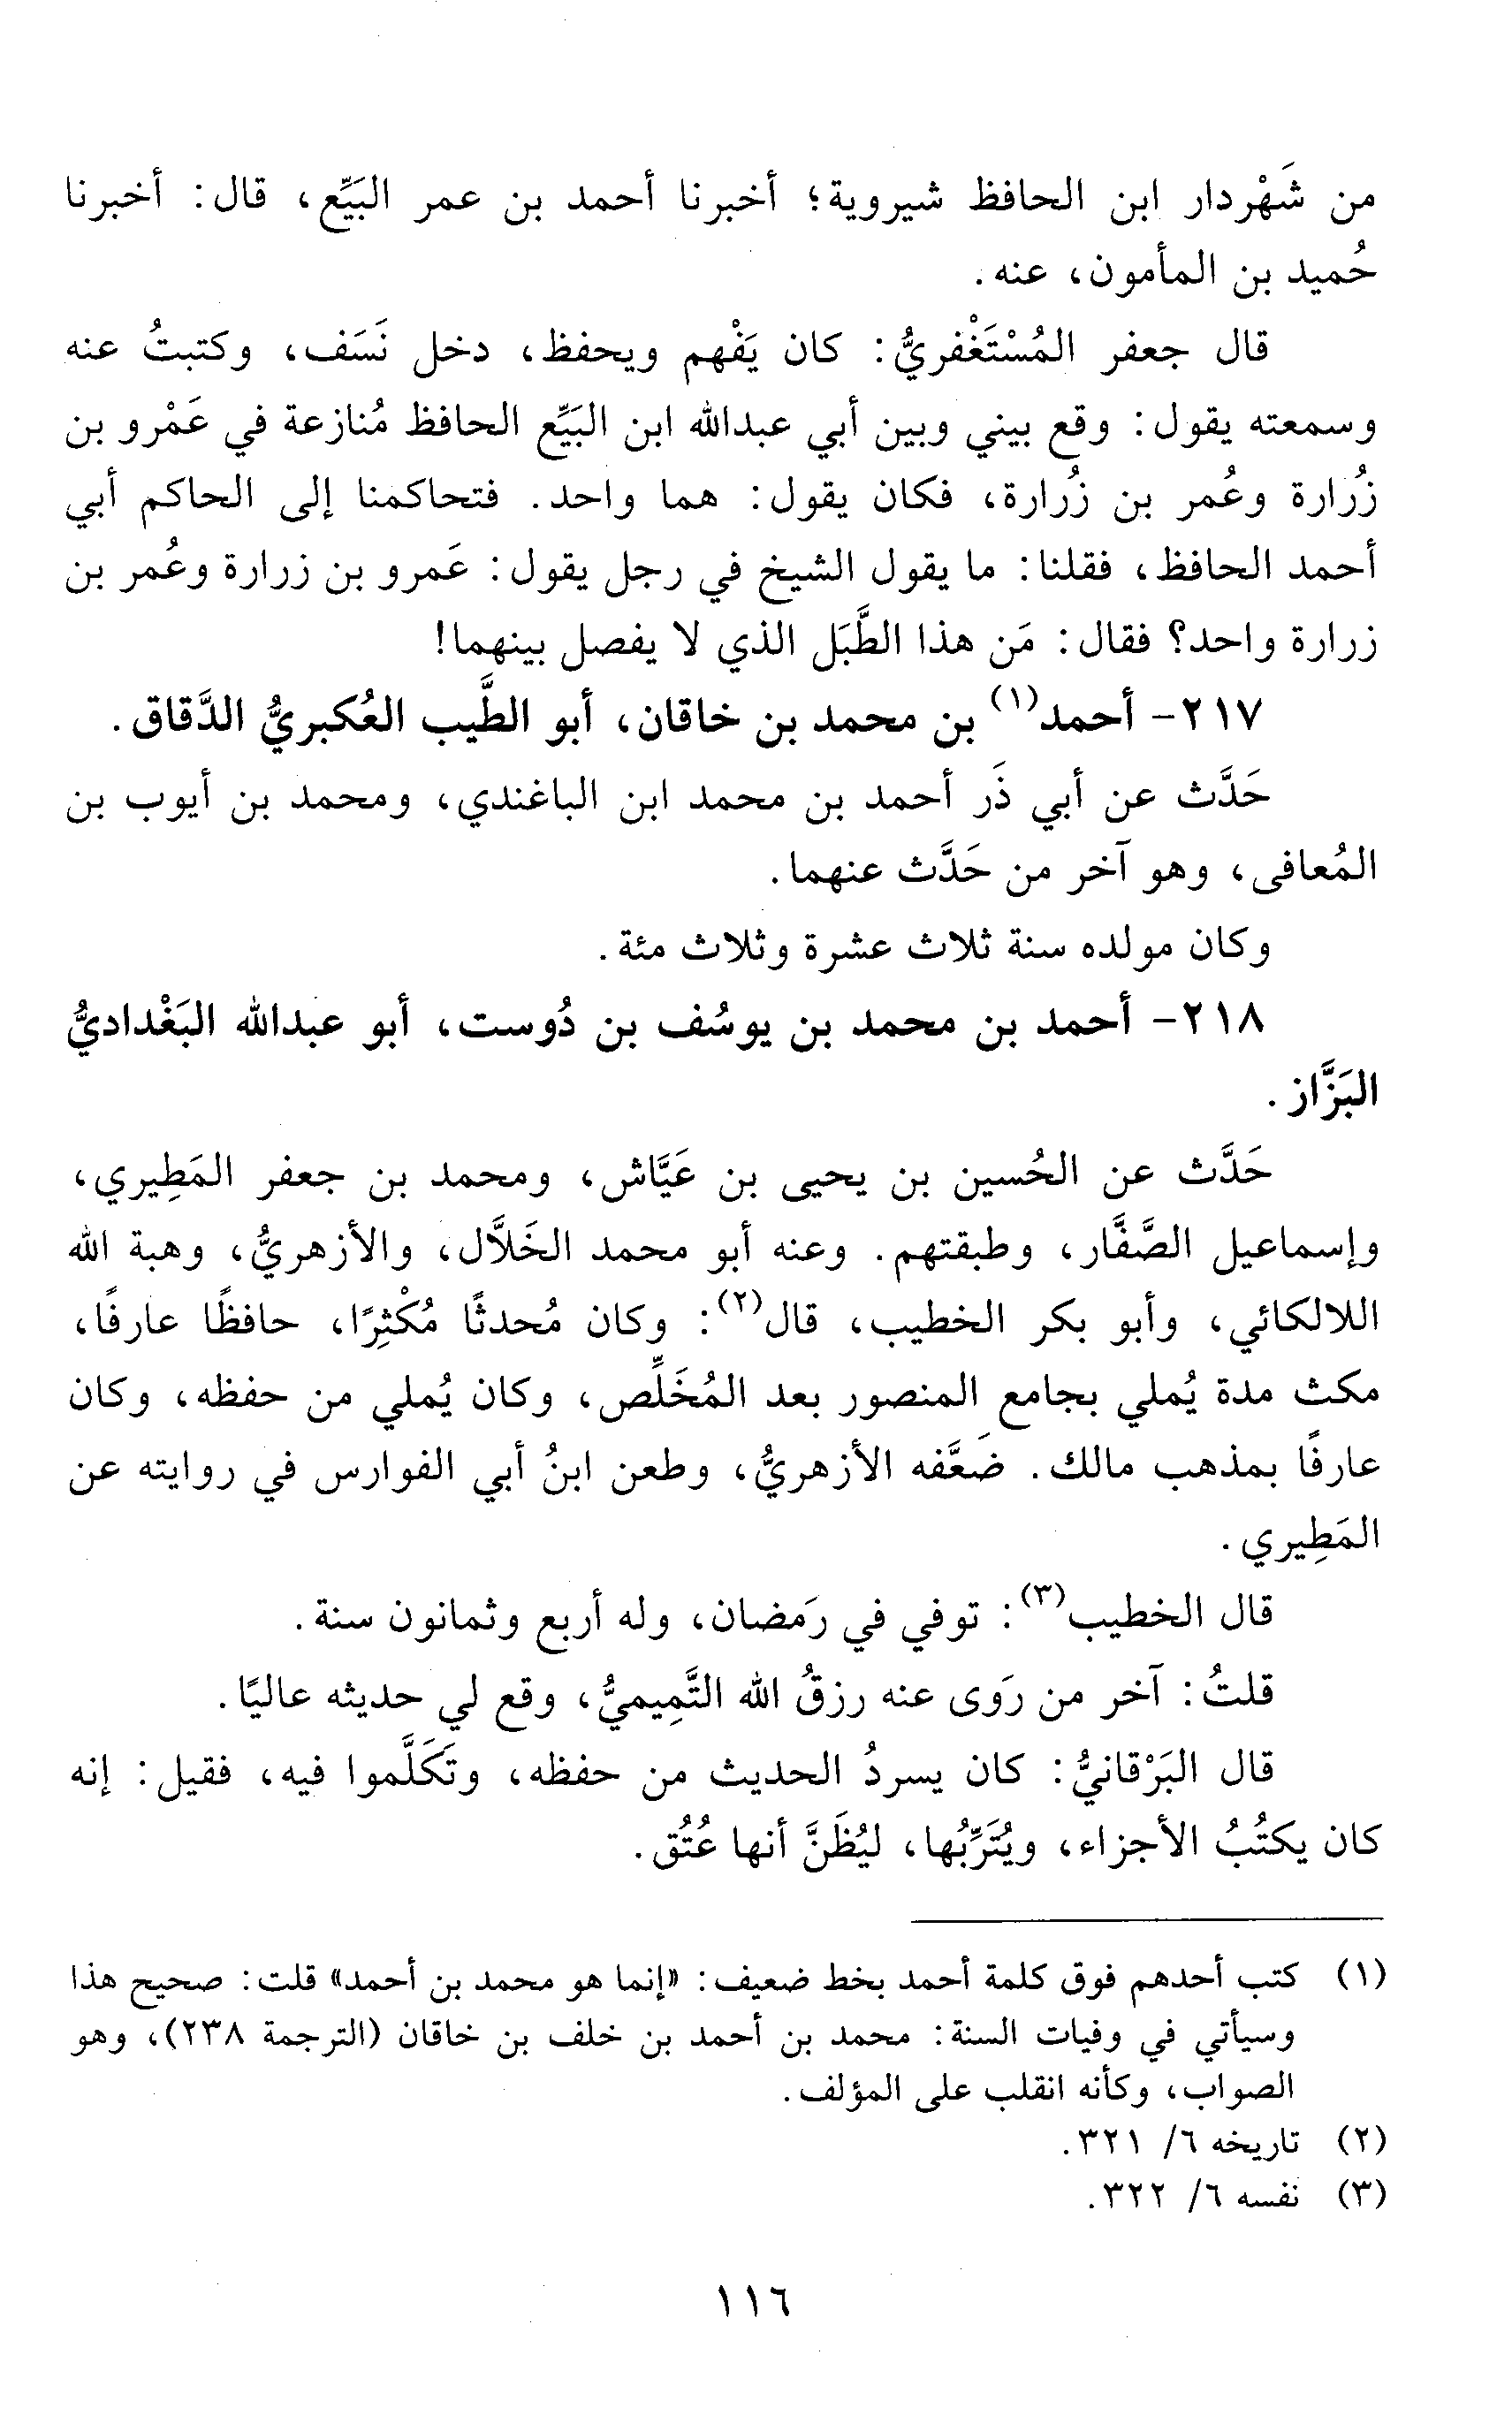 من شَهْردار ابن الحافظ شيروية؛ أخبرنا أحمد بن عمر البَيِّع، قال: أخبرنا
حُميد بن المأمون، عنه.
قال جعفر المُسْتَغْفريُّ: كان يَفْهم ويحفظ، دخل نَسَف، وكتبتُ عنه
وسمعته يقول: وقع بيني وبين أبي عبدالله ابن البَيِّع الحافظ مُنازعة في عَمْرو بن
زُرارة وعُمر بن زُرارة، فكان يقول: هما واحد. فتحاكمنا إلى الحاكم أبي
أحمد الحافظ، فقلنا: ما يقول الشيخ في رجل يقول: عَمرو بن زرارة وعُمر بن
زرارة واحد؟ فقال: مَن هذا الطَّبَل الذي لا يفصل بينهما!
٢١٧- أحمد(١) بن محمد بن خاقان، أبو الطَّيب العُكبريُّ الدَّقاق.
حَدَّث عن أبي ذَر أحمد بن محمد ابن الباغندي، ومحمد بن أيوب بن
المُعافى، وهو آخر من حَدَّث عنهما.
وكان مولده سنة ثلاث عشرة وثلاث مئة.
٢١٨- أحمد بن محمد بن يوسُف بن دُوست، أبو عبدالله البَغْداديُّ
البَزَّاز.
حَدَّث عن الحُسين بن يحيى بن عَيَّاش، ومحمد بن جعفر المَطِيري،
وإسماعيل الصَّفَّار، وطبقتهم. وعنه أبو محمد الخَلاَّل، والأزهريُّ، وهبة الله
اللالكائي، وأبو بكر الخطيب، قال(٢): وكان مُحدثًا مُكْثِرًا، حافظًا عارفًا،
مكث مدة يُملي بجامع المنصور بعد المُخَلِّص، وكان يُملي من حفظه، وكان
عارفًا بمذهب مالك. ضَعَّفه الأزهريُّ، وطعن ابنُ أبي الفوارس في روايته عن
المَطِيري.
قال الخطيب(٣): توفي في رَمضان، وله أربع وثمانون سنة.
قلتُ: آخر من رَوى عنه رزقُ الله التَّمِيميُّ، وقع لي حديثه عاليًا.
قال البَرْقانيُّ: كان يسردُ الحديث من حفظه، وتَكَلَّموا فيه، فقيل: إنه
كان يكتُبُ الأجزاء، ويُتَرِّبُها، ليُظَنَّ أنها عُتُق.
(١) كتب أحدهم فوق كلمة أحمد بخط ضعيف: «إنما هو محمد بن أحمد» قلت: صحيح هذا
وسيأتي في وفيات السنة: محمد بن أحمد بن خلف بن خاقان (الترجمة ٢٣٨)، وهو
الصواب، وكأنه انقلب على المؤلف.
(٢) تاريخه ٦/ ٣٢١.
(٣) نفسه ٦/ ٣٢٢.
١١٦